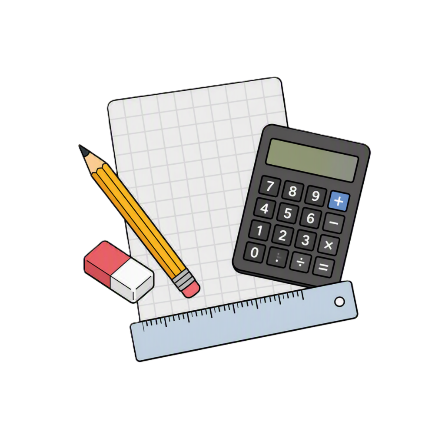 7 8 9 +
4 5 6 −
1 2 3 ×
0 . ÷ =